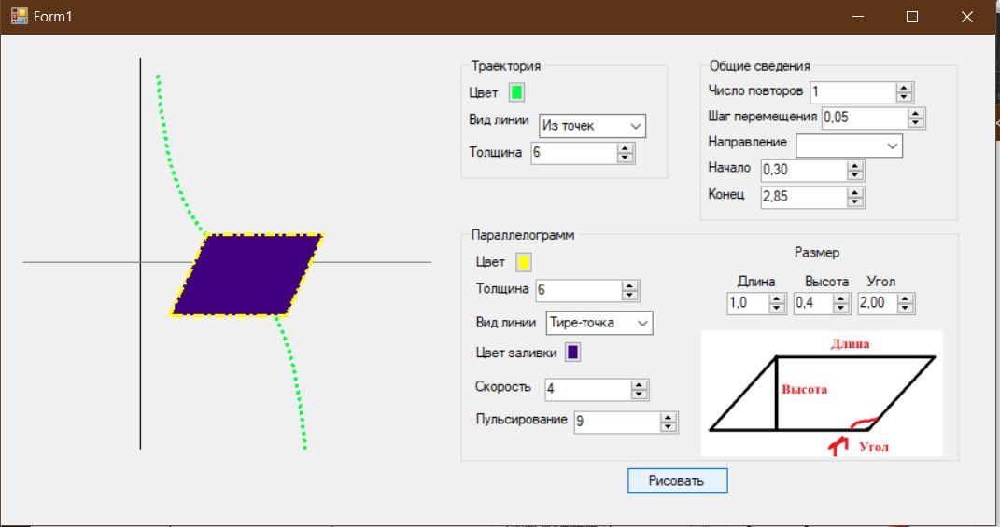 Form1
Траектория
Цвет
Вид линии Из точек
Толщина 6
Общие сведения
Число повторов 1
Шаг перемещения 0,05
Направление
Начало 0,30
Конец 2,85
Параллелограмм
Цвет
Толщина 6
Вид линии Тире-точка
Цвет заливки
Скорость 4
Пульсирование 9
Размер
Длина Высота Угол
1,0 0,4 2,00
Длина
Высота
Угол
Рисовать